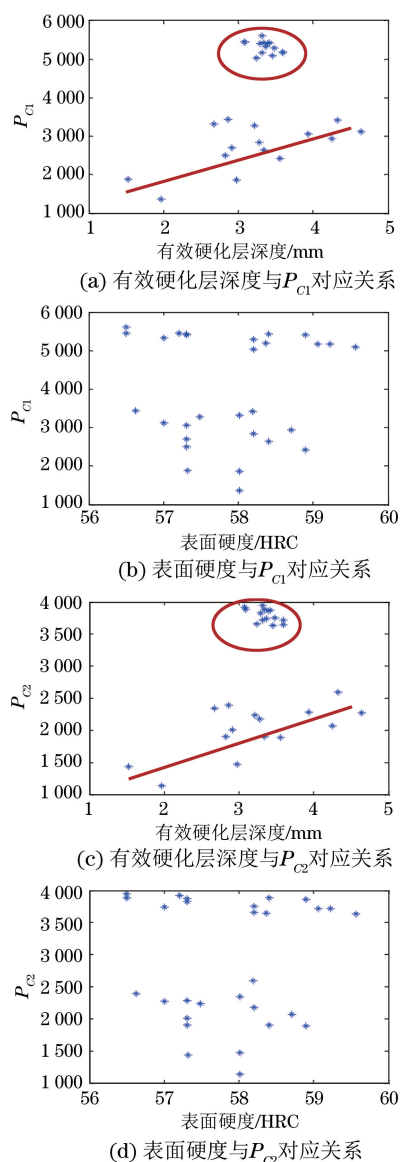 6 000
5 000
4 000
3 000
2 000
1 000
P_C1
1 2 3 4 5
有效硬化层深度/mm
(a) 有效硬化层深度与P_C1对应关系
6 000
5 000
4 000
3 000
2 000
1 000
P_C1
56 57 58 59 60
表面硬度/HRC
(b) 表面硬度与P_C1对应关系
4 000
3 500
3 000
2 500
2 000
1 500
1 000
P_C2
1 2 3 4 5
有效硬化层深度/mm
(c) 有效硬化层深度与P_C2对应关系
4 000
3 500
3 000
2 500
2 000
1 500
1 000
P_C2
56 57 58 59 60
表面硬度/HRC
(d) 表面硬度与P_C2对应关系